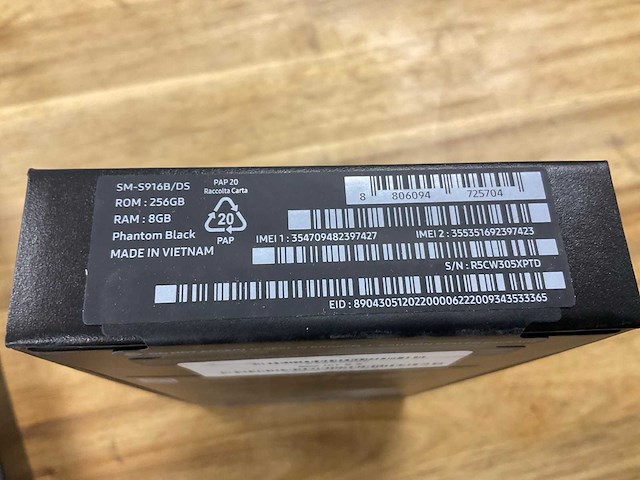 SM-S916B/DS
ROM : 256GB
RAM : 8GB
Phantom Black
MADE IN VIETNAM
PAP 20
Raccolta Carta
20
PAP
8 806094 725704
IMEI 1 : 354709482397427
IMEI 2 : 355351692397423
S/N : R5CW305XPTD
EID : 89043051202200006222009343533365